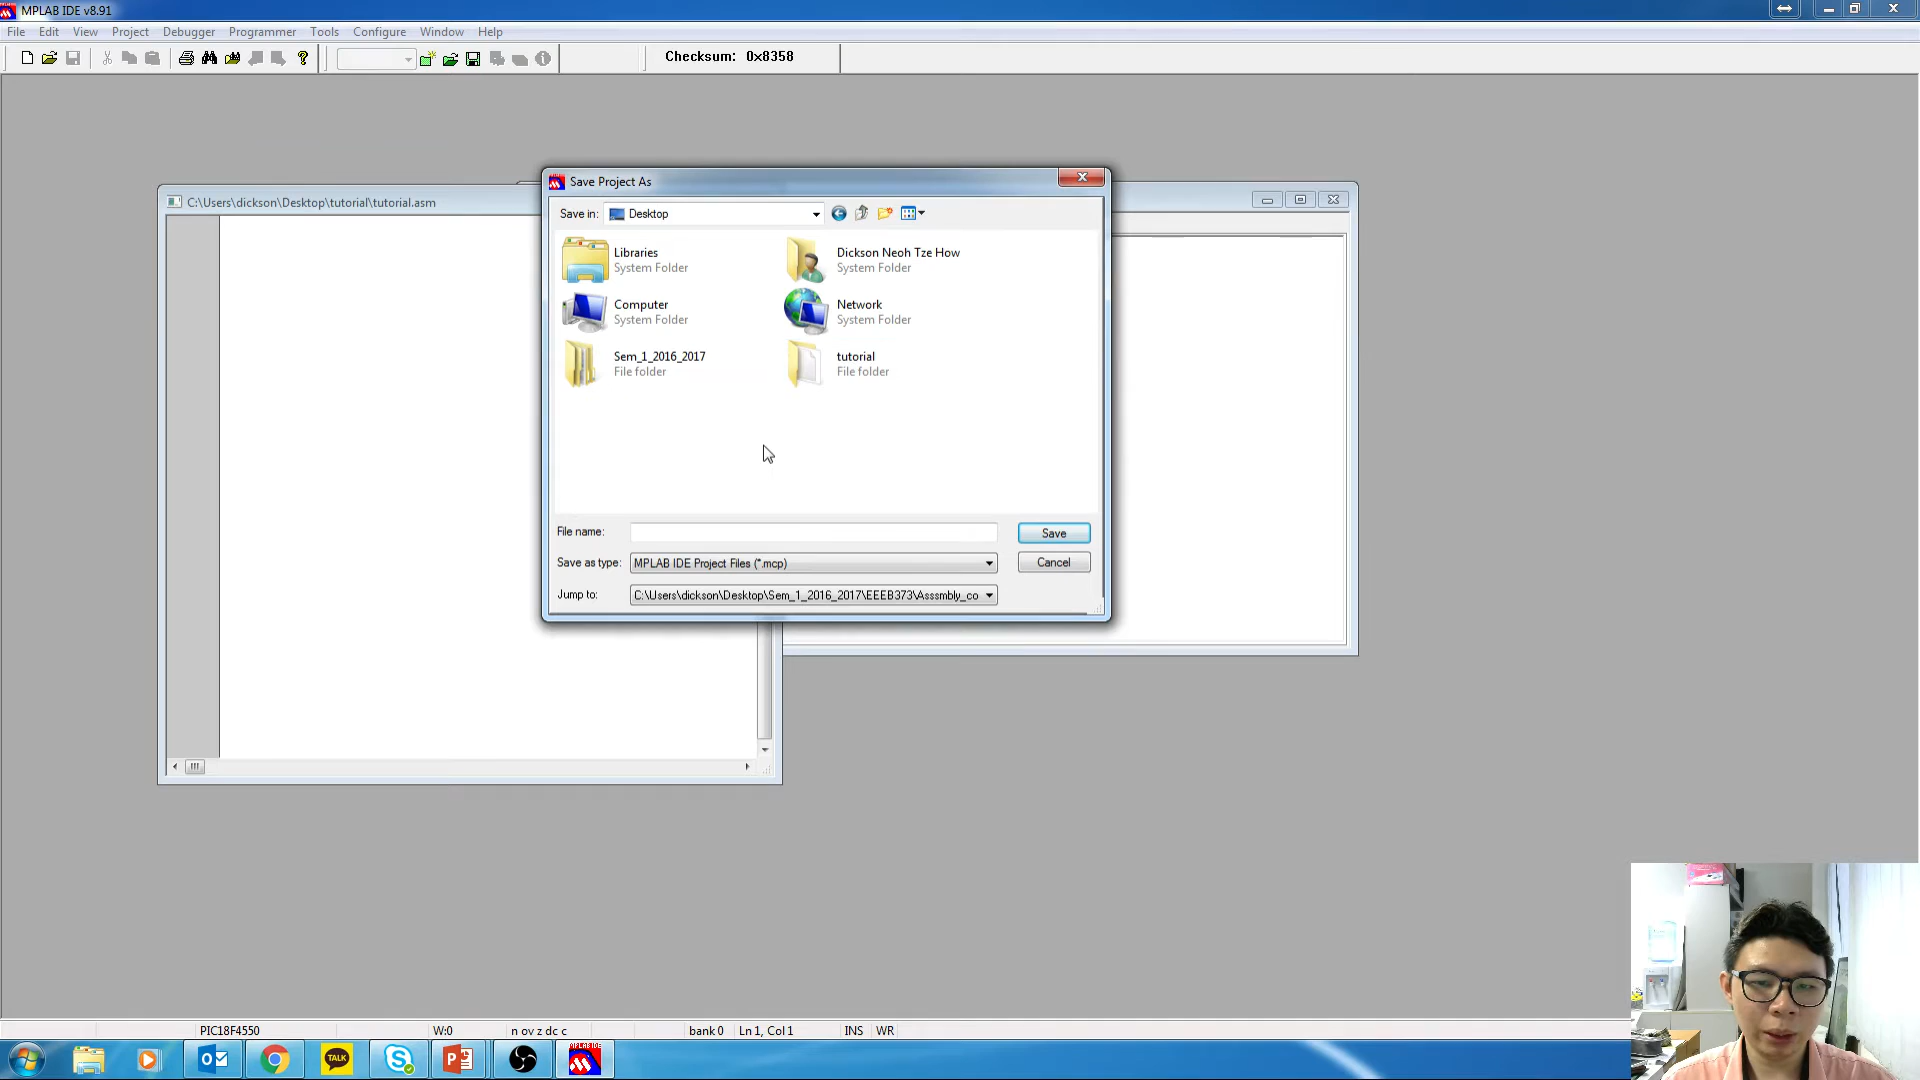 MPLAB IDE v8.91
File Edit View Project Debugger Programmer Tools Configure Window Help
Checksum: 0x8358
C:\Users\dickson\Desktop\tutorial\tutorial.asm
Save Project As
Save in: Desktop
Libraries
System Folder
Dickson Neoh Tze How
System Folder
Computer
System Folder
Network
System Folder
Sem_1_2016_2017
File folder
tutorial
File folder
File name:
Save
Save as type: MPLAB IDE Project Files (*.mcp)
Cancel
Jump to: C:\Users\dickson\Desktop\Sem_1_2016_2017\EEEB373\Asssmbly_co
PIC18F4550 W:0 n ov z dc c bank 0 Ln 1, Col 1 INS WR
TALK